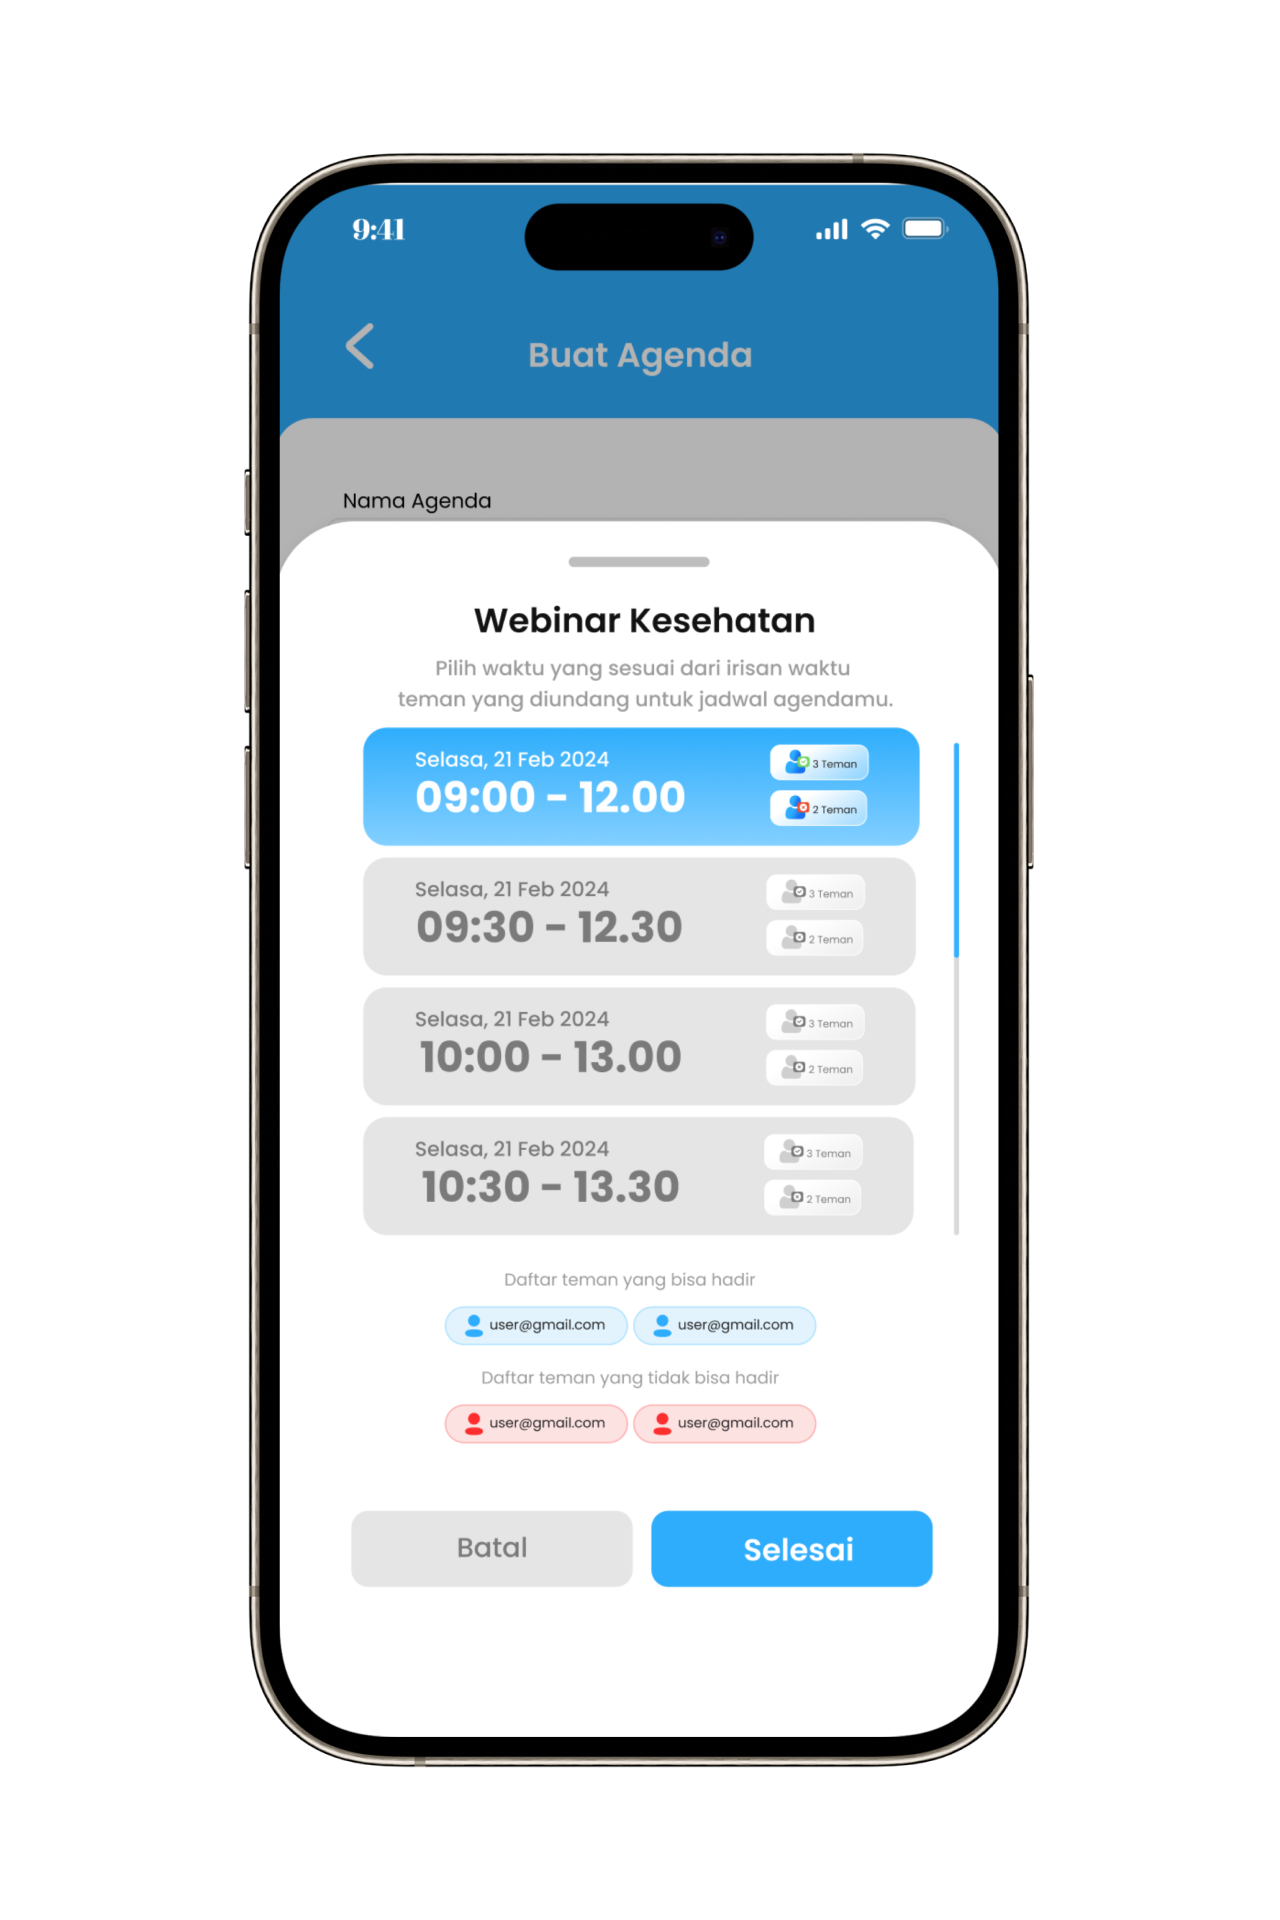 9:41
Buat Agenda
Nama Agenda
Webinar Kesehatan
Pilih waktu yang sesuai dari irisan waktu
teman yang diundang untuk jadwal agendamu.
Selasa, 21 Feb 2024
09:00 - 12.00
3 Teman
2 Teman
Selasa, 21 Feb 2024
09:30 - 12.30
3 Teman
2 Teman
Selasa, 21 Feb 2024
10:00 - 13.00
3 Teman
2 Teman
Selasa, 21 Feb 2024
10:30 - 13.30
3 Teman
2 Teman
Daftar teman yang bisa hadir
user@gmail.com user@gmail.com
Daftar teman yang tidak bisa hadir
user@gmail.com user@gmail.com
Batal Selesai